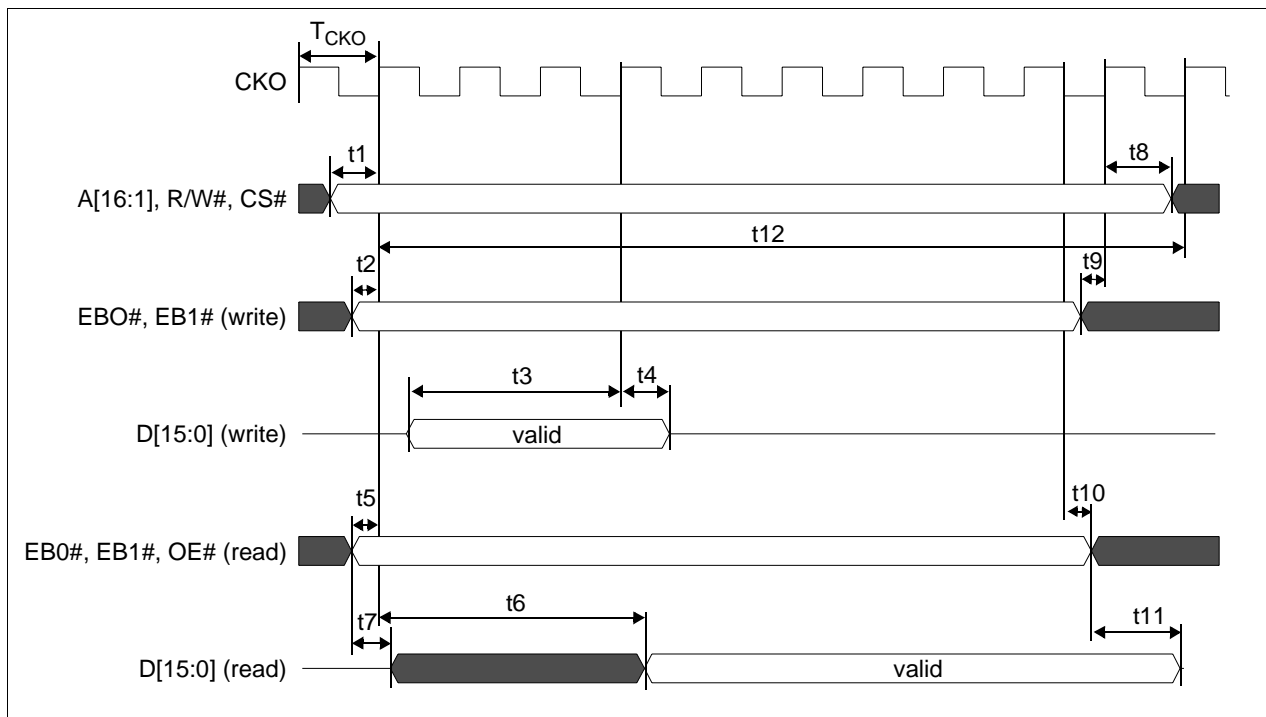 TCKO
CKO
t1
t8
A[16:1], R/W#, CS#
t12
t2
t9
EBO#, EB1# (write)
t3
t4
D[15:0] (write)
valid
t5
t10
EB0#, EB1#, OE# (read)
t6
t7
t11
D[15:0] (read)
valid